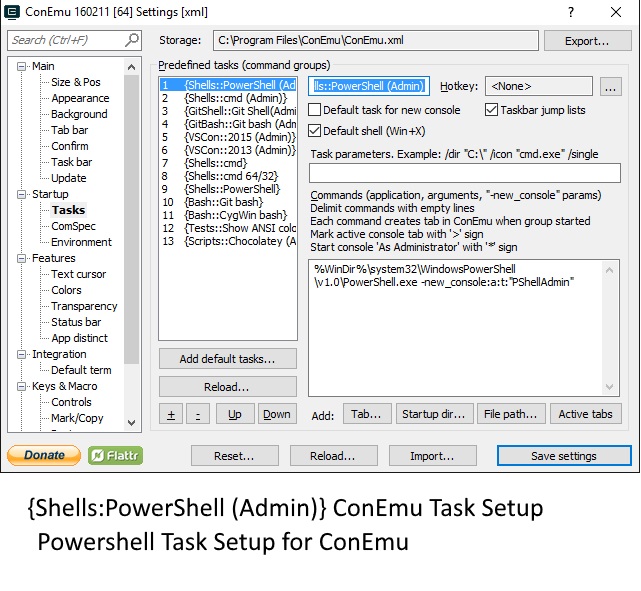 ConEmu 160211 [64] Settings [xml]
Search (Ctrl+F)
Storage: C:\Program Files\ConEmu\ConEmu.xml Export...
Main
Size & Pos
Appearance
Background
Tab bar
Confirm
Task bar
Update
Startup
Tasks
ComSpec
Environment
Features
Text cursor
Colors
Transparency
Status bar
App distinct
Integration
Default term
Keys & Macro
Controls
Mark/Copy
Predefined tasks (command groups)
1 {Shells::PowerShell (Ad
2 {Shells::cmd (Admin)}
3 {GitShell::Git Shell(Admi
4 {GitBash::Git bash (Adn
5 {VSCon::2015 (Admin)}
6 {VSCon::2013 (Admin)}
7 {Shells::cmd}
8 {Shells::cmd 64/32}
9 {Shells::PowerShell}
10 {Bash::Git bash}
11 {Bash::CygWin bash}
12 {Tests::Show ANSI colo
13 {Scripts::Chocolatey (A
Add default tasks...
Reload...
+ - Up Down
lls::PowerShell (Admin) Hotkey: <None> ...
Default task for new console Taskbar jump lists
Default shell (Win+X)
Task parameters. Example: /dir "C:\" /icon "cmd.exe" /single
Commands (application, arguments, "-new_console" params)
Delimit commands with empty lines
Each command creates tab in ConEmu when group started
Mark active console tab with '>' sign
Start console 'As Administrator' with '*' sign
%WinDir%\system32\WindowsPowerShell
\v1.0\PowerShell.exe -new_console:a:t:"PShellAdmin"
Add: Tab... Startup dir... File path... Active tabs
Donate Flattr Reset... Reload... Import... Save settings
{Shells:PowerShell (Admin)} ConEmu Task Setup
Powershell Task Setup for ConEmu